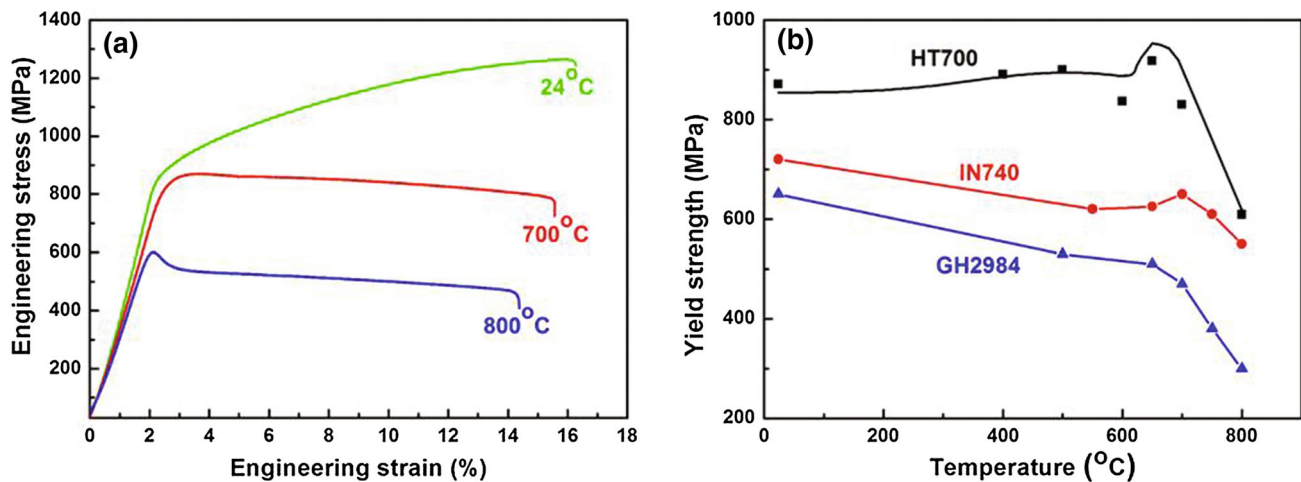 (a)
Engineering stress (MPa)
1400
1200
1000
800
600
400
200
24°C
700°C
800°C
0 2 4 6 8 10 12 14 16 18
Engineering strain (%)
(b)
Yield strength (MPa)
1000
800
600
400
200
HT700
IN740
GH2984
0 200 400 600 800
Temperature (°C)